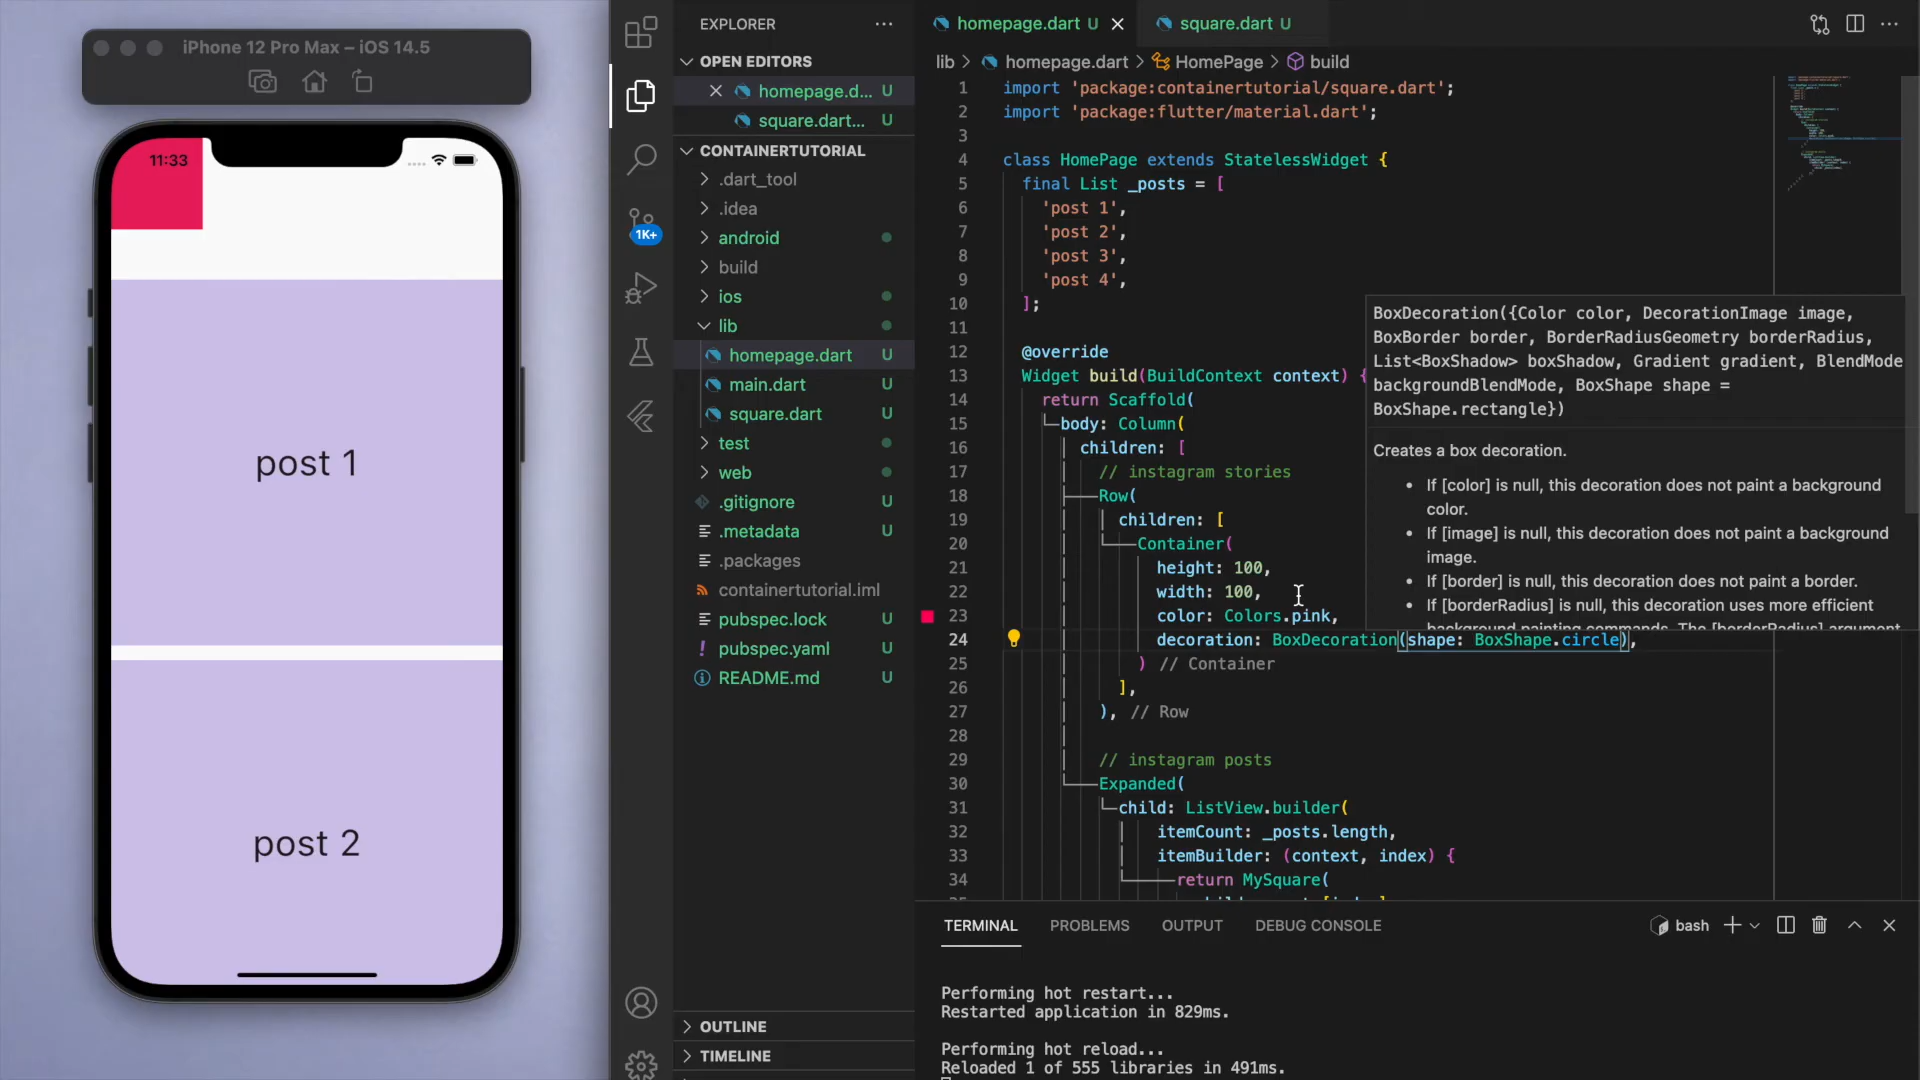 iPhone 12 Pro Max – iOS 14.5
11:33
post 1
post 2
1K+
EXPLORER
OPEN EDITORS
homepage.d... U
square.dart... U
CONTAINERTUTORIAL
.dart_tool
.idea
android
build
ios
lib
homepage.dart U
main.dart U
square.dart U
test
web
.gitignore U
.metadata U
.packages
containertutorial.iml
pubspec.lock U
pubspec.yaml U
README.md U
OUTLINE
TIMELINE
homepage.dart U
square.dart U
lib > homepage.dart > HomePage > build
1 import 'package:containertutorial/square.dart';
2 import 'package:flutter/material.dart';
3
4 class HomePage extends StatelessWidget {
5 final List _posts = [
6 'post 1',
7 'post 2',
8 'post 3',
9 'post 4',
10 ];
11
12 @override
13 Widget build(BuildContext context) {
14 return Scaffold(
15 body: Column(
16 children: [
17 // instagram stories
18 Row(
19 children: [
20 Container(
21 height: 100,
22 width: 100,
23 color: Colors.pink,
24 decoration: BoxDecoration(shape: BoxShape.circle),
25 ) // Container
26 ],
27 ), // Row
28
29 // instagram posts
30 Expanded(
31 child: ListView.builder(
32 itemCount: _posts.length,
33 itemBuilder: (context, index) {
34 return MySquare(
BoxDecoration({Color color, DecorationImage image,
BoxBorder border, BorderRadiusGeometry borderRadius,
List<BoxShadow> boxShadow, Gradient gradient, BlendMode
backgroundBlendMode, BoxShape shape =
BoxShape.rectangle})
Creates a box decoration.
• If [color] is null, this decoration does not paint a background
color.
• If [image] is null, this decoration does not paint a background
image.
• If [border] is null, this decoration does not paint a border.
• If [borderRadius] is null, this decoration uses more efficient
background painting commands. The [borderRadius] argument
TERMINAL PROBLEMS OUTPUT DEBUG CONSOLE
bash
Performing hot restart...
Restarted application in 829ms.
Performing hot reload...
Reloaded 1 of 555 libraries in 491ms.